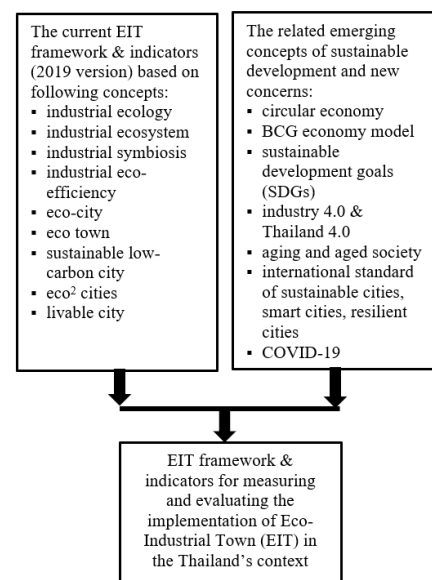 The current EIT
framework & indicators
(2019 version) based on
following concepts:
▪ industrial ecology
▪ industrial ecosystem
▪ industrial symbiosis
▪ industrial eco-
efficiency
▪ eco-city
▪ eco town
▪ sustainable low-
carbon city
▪ eco² cities
▪ livable city
The related emerging
concepts of sustainable
development and new
concerns:
▪ circular economy
▪ BCG economy model
▪ sustainable
development goals
(SDGs)
▪ industry 4.0 &
Thailand 4.0
▪ aging and aged society
▪ international standard
of sustainable cities,
smart cities, resilient
cities
▪ COVID-19
EIT framework &
indicators for measuring
and evaluating the
implementation of Eco-
Industrial Town (EIT) in
the Thailand's context